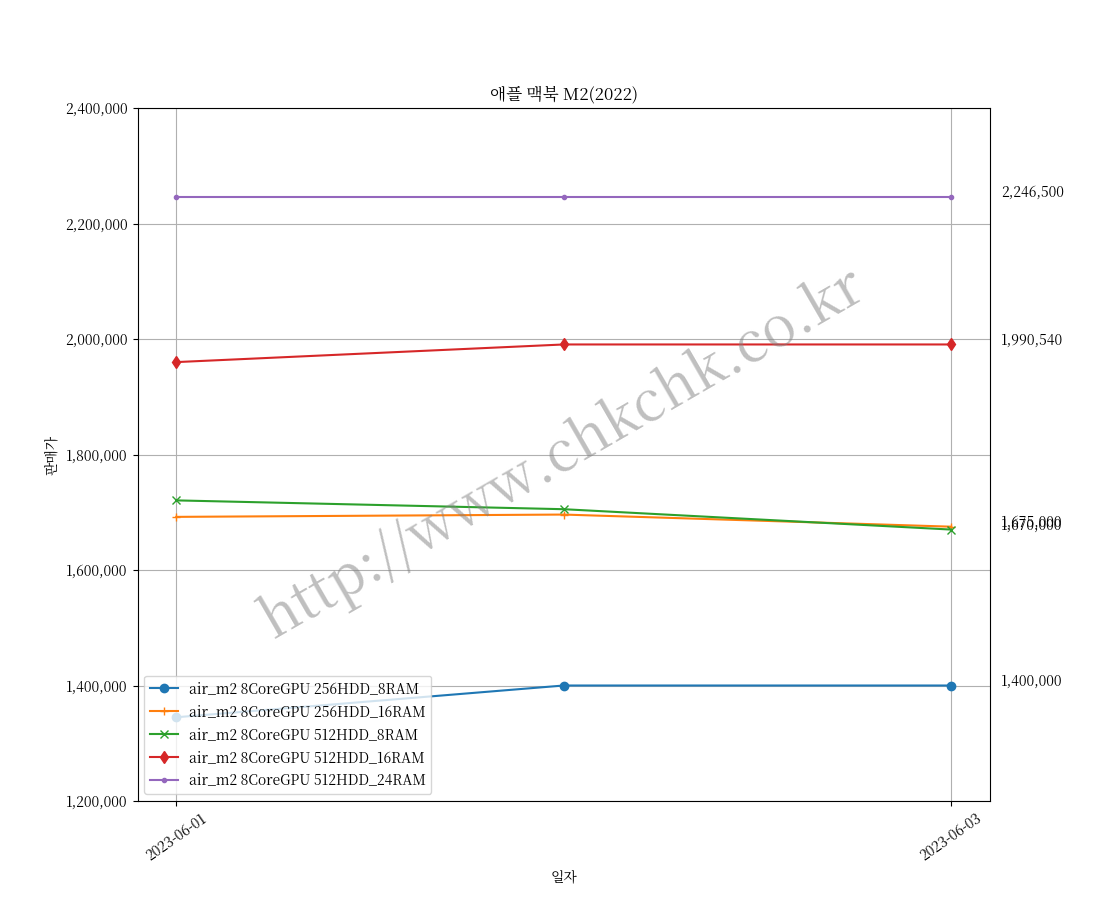 애플 맥북 M2(2022)
2,400,000
2,200,000
2,000,000
1,800,000
1,600,000
1,400,000
1,200,000
판매가
2,246,500
1,990,540
1,675,000
1,670,000
1,400,000
http://www.chkchk.co.kr
air_m2 8CoreGPU 256HDD_8RAM
air_m2 8CoreGPU 256HDD_16RAM
air_m2 8CoreGPU 512HDD_8RAM
air_m2 8CoreGPU 512HDD_16RAM
air_m2 8CoreGPU 512HDD_24RAM
2023-06-01
2023-06-03
일자